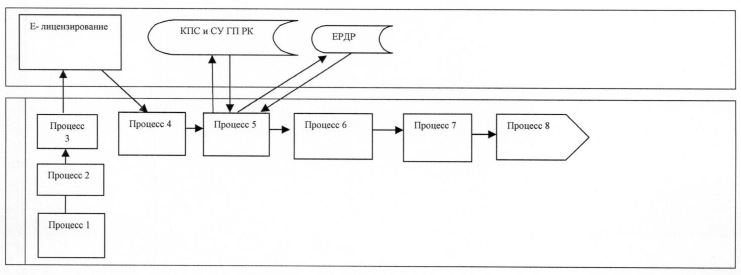 Е- лицензирование
КПС и СУ ГП РК
ЕРДР
Процесс
3
Процесс 4
Процесс 5
Процесс 6
Процесс 7
Процесс 8
Процесс 2
Процесс 1